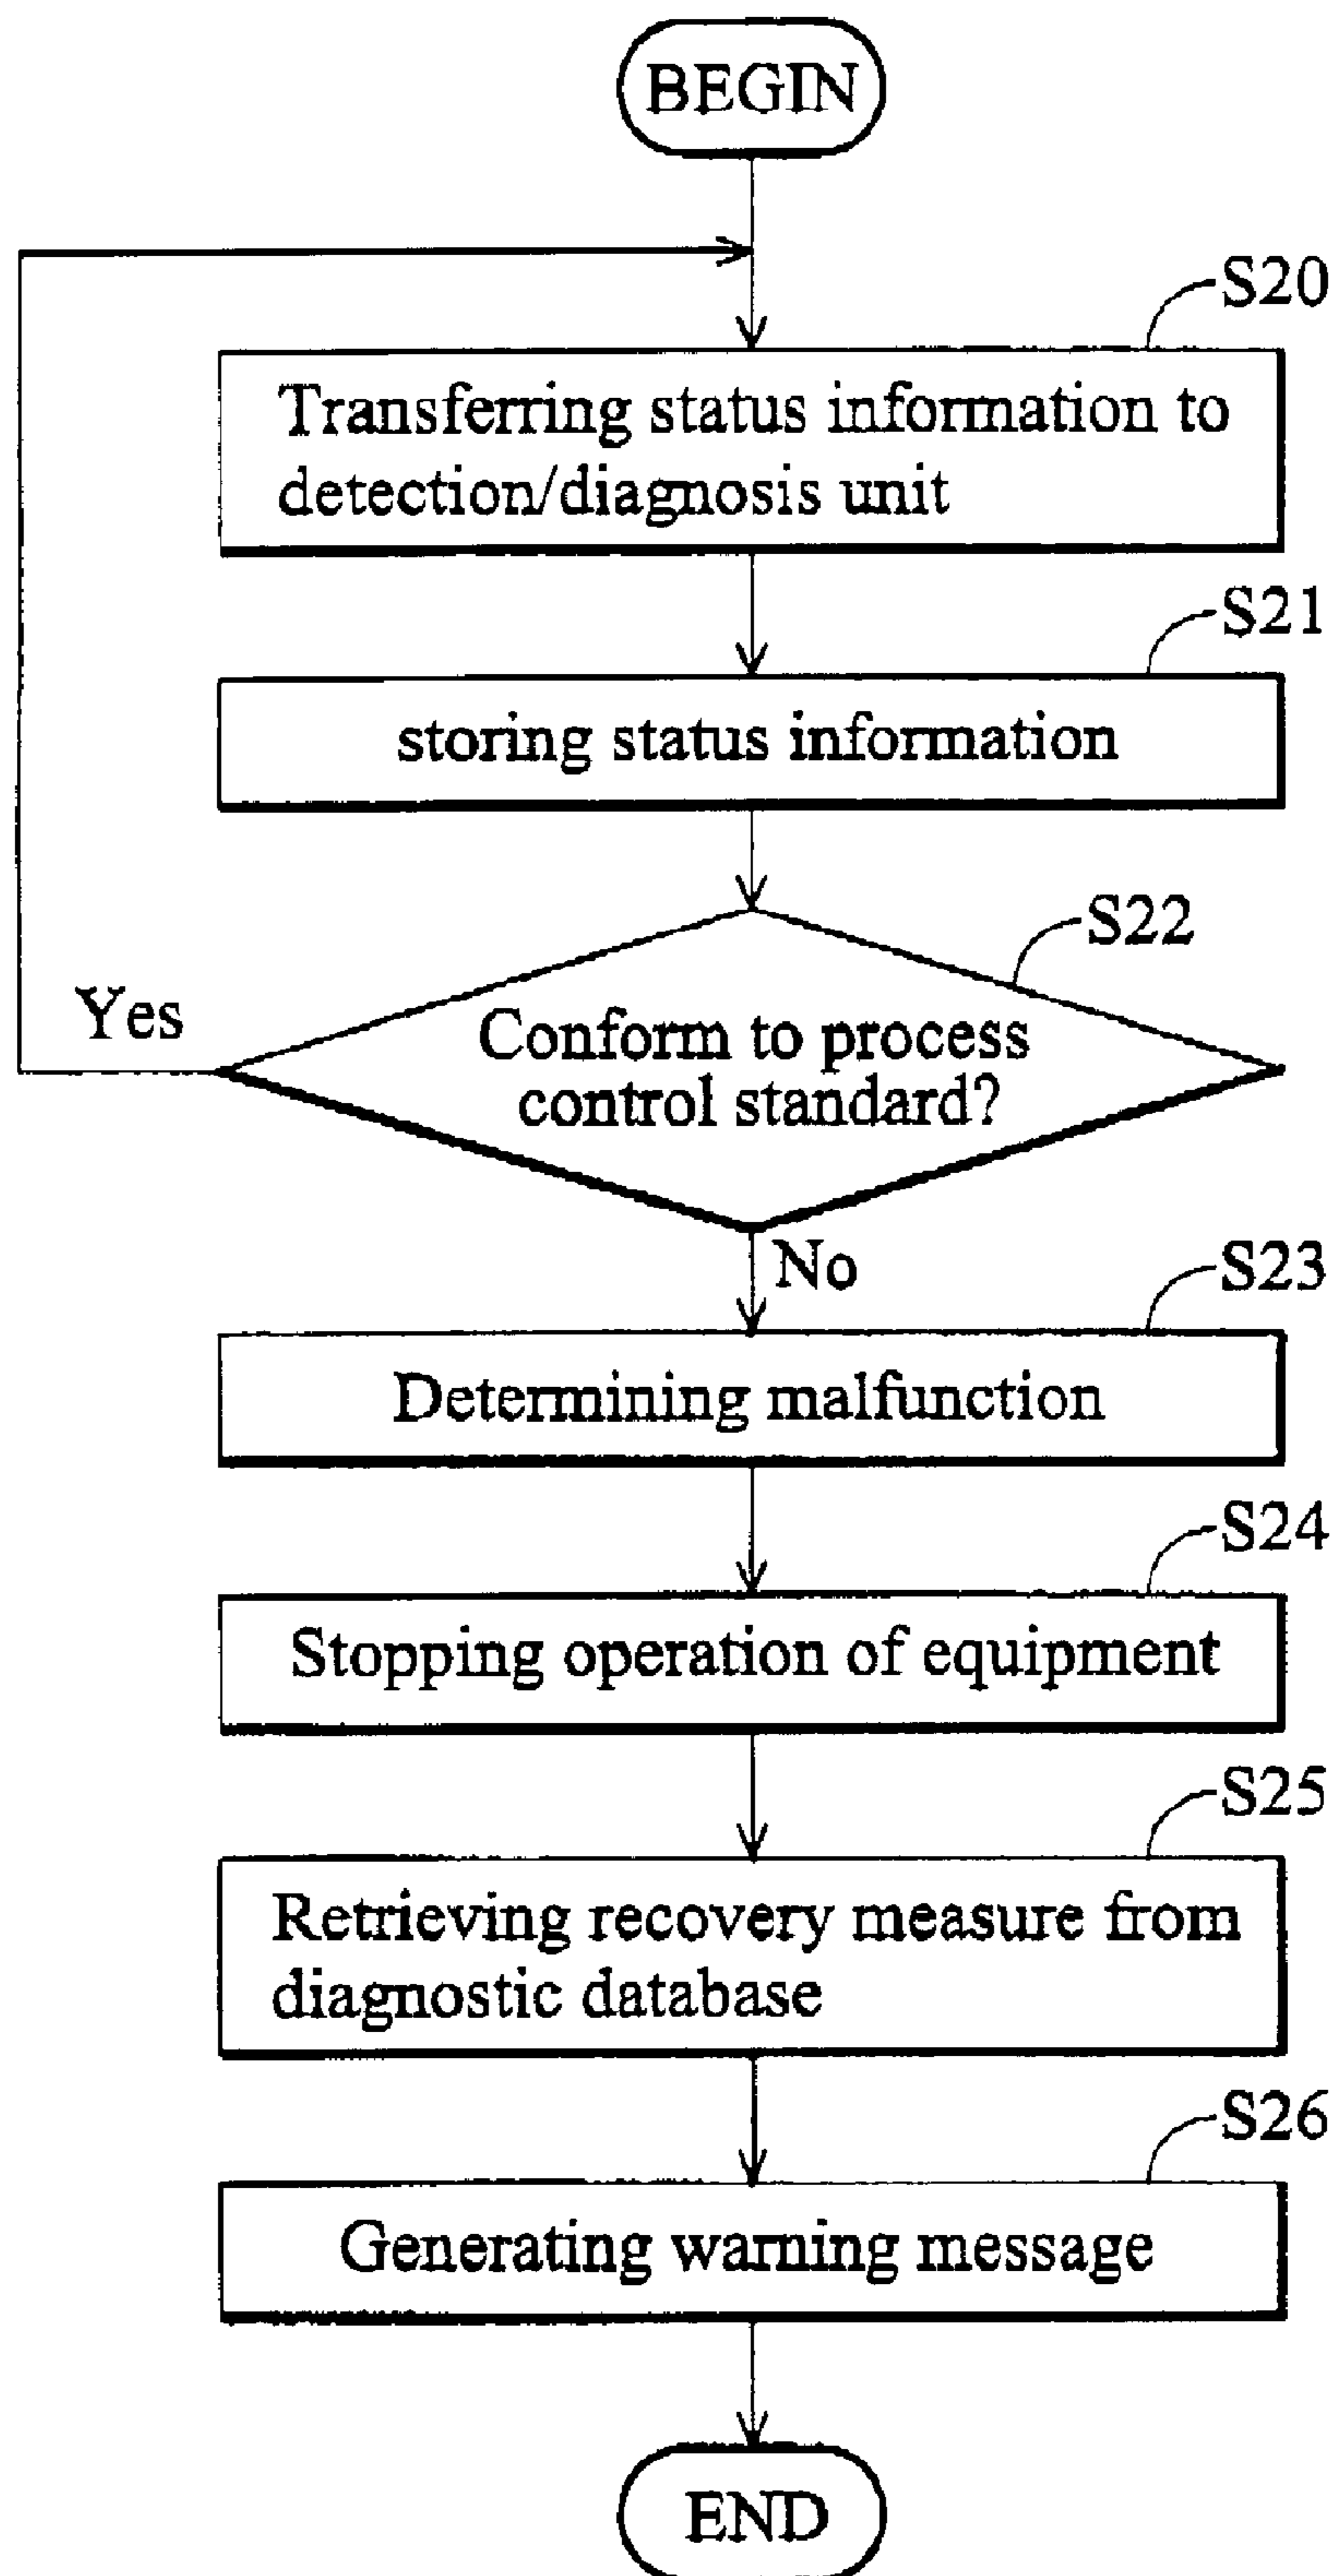 BEGIN
S20
Transferring status information to
detection/diagnosis unit
S21
storing status information
S22
Yes
Conform to process
control standard?
No
S23
Determining malfunction
S24
Stopping operation of equipment
S25
Retrieving recovery measure from
diagnostic database
S26
Generating warning message
END